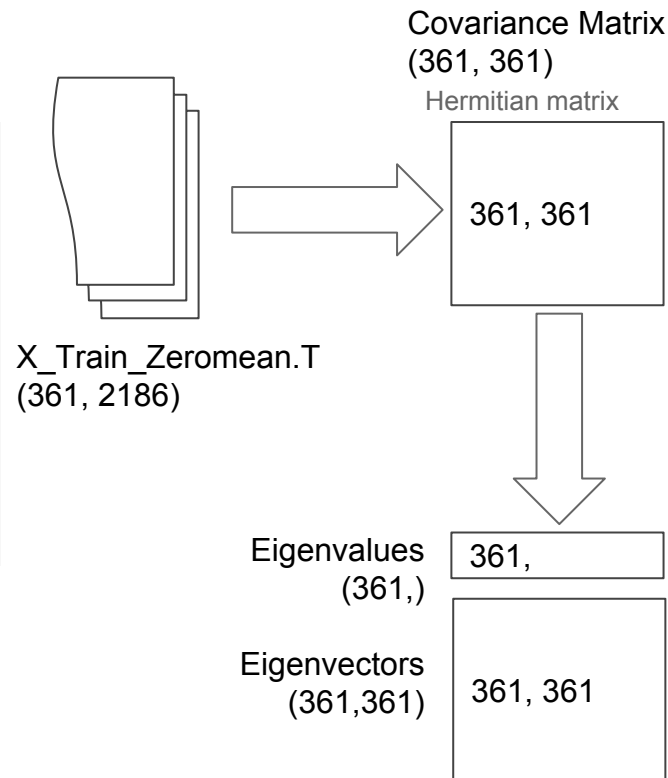 Covariance Matrix
(361, 361)
Hermitian matrix
361, 361
X_Train_Zeromean.T
(361, 2186)
Eigenvalues
(361,)
361,
Eigenvectors
(361,361)
361, 361